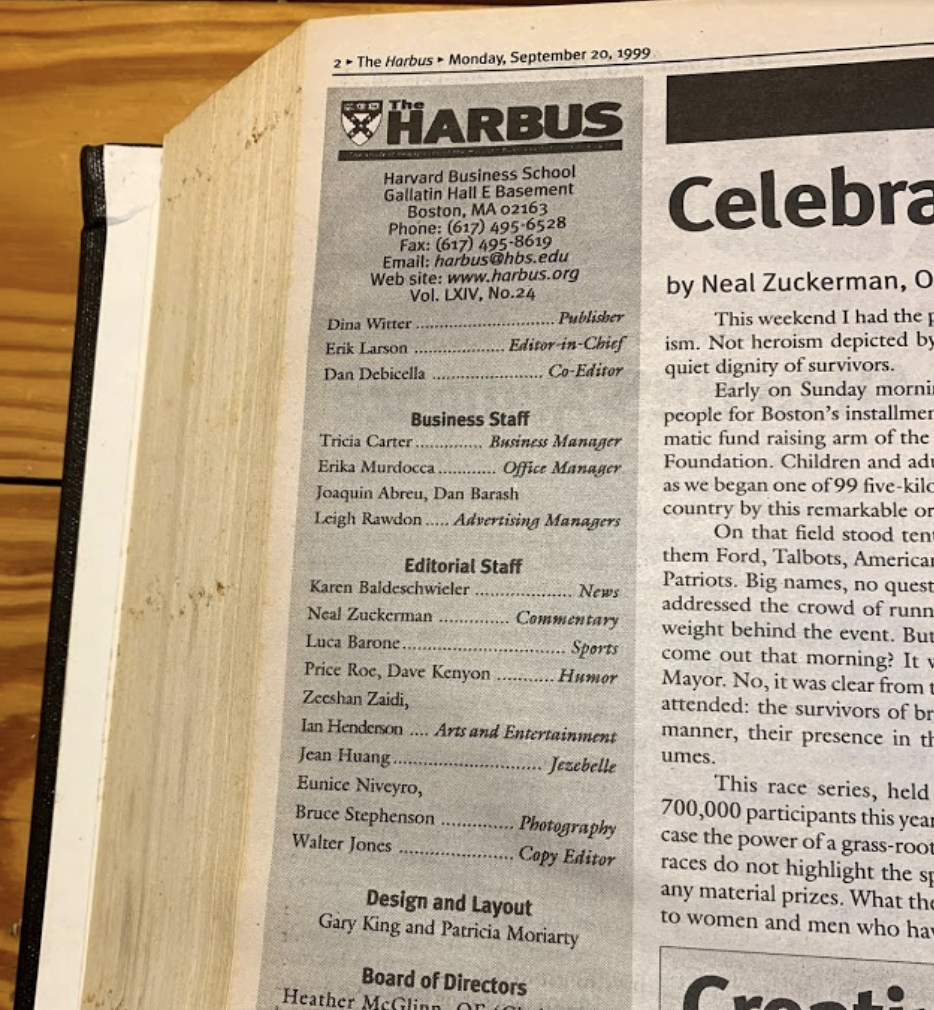 2 ▸ The Harbus ▸ Monday, September 20, 1999
The
HARBUS
Harvard Business School
Gallatin Hall E Basement
Boston, MA 02163
Phone: (617) 495-6528
Fax: (617) 495-8619
Email: harbus@hbs.edu
Web site: www.harbus.org
Vol. LXIV, No.24
Dina Witter ................................ Publisher
Erik Larson ..................... Editor-in-Chief
Dan Debicella ......................... Co-Editor
Business Staff
Tricia Carter............... Business Manager
Erika Murdocca ............ Office Manager
Joaquin Abreu, Dan Barash
Leigh Rawdon ..... Advertising Managers
Editorial Staff
Karen Baldeschwieler ...................... News
Neal Zuckerman ................ Commentary
Luca Barone..................................... Sports
Price Roe, Dave Kenyon ........... Humor
Zeeshan Zaidi,
Ian Henderson .... Arts and Entertainment
Jean Huang.................................. Jezebelle
Eunice Niveyro,
Bruce Stephenson ................ Photography
Walter Jones .......................... Copy Editor
Design and Layout
Gary King and Patricia Moriarty
Board of Directors
Heather McGlinn, OE
Celebra
by Neal Zuckerman, O
This weekend I had the p
ism. Not heroism depicted by
quiet dignity of survivors.
Early on Sunday morni
people for Boston's installmen
matic fund raising arm of the
Foundation. Children and adu
as we began one of 99 five-kilo
country by this remarkable or
On that field stood tent
them Ford, Talbots, American
Patriots. Big names, no quest
addressed the crowd of runn
weight behind the event. But
come out that morning? It w
Mayor. No, it was clear from t
attended: the survivors of br
manner, their presence in th
umes.
This race series, held
700,000 participants this year
case the power of a grass-root
races do not highlight the sp
any material prizes. What the
to women and men who hav
Creati